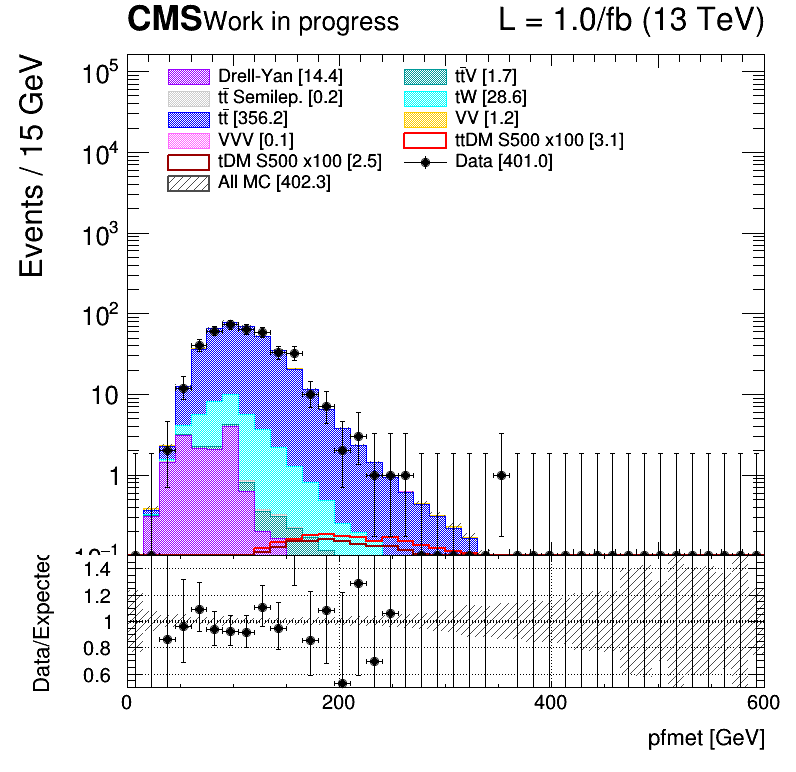 CMS Work in progress L = 1.0/fb (13 TeV)
Events / 15 GeV
Drell-Yan [14.4] tt̄V [1.7]
tt̄ Semilep. [0.2] tW [28.6]
tt̄ [356.2] VV [1.2]
VVV [0.1] ttDM S500 x100 [3.1]
tDM S500 x100 [2.5] Data [401.0]
All MC [402.3]
10⁵
10⁴
10³
10²
10
1
10⁻¹
Data/Expected
1.4
1.2
1
0.8
0.6
0 200 400 600
pfmet [GeV]